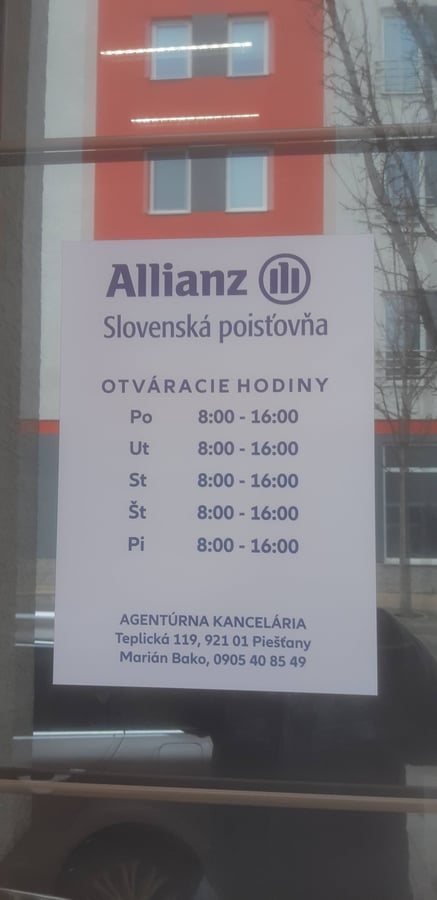 Allianz
Slovenská poisťovňa
OTVÁRACIE HODINY
Po 8:00 - 16:00
Ut 8:00 - 16:00
St 8:00 - 16:00
Št 8:00 - 16:00
Pi 8:00 - 16:00
AGENTÚRNA KANCELÁRIA
Teplická 119, 921 01 Piešťany
Marián Bako, 0905 40 85 49